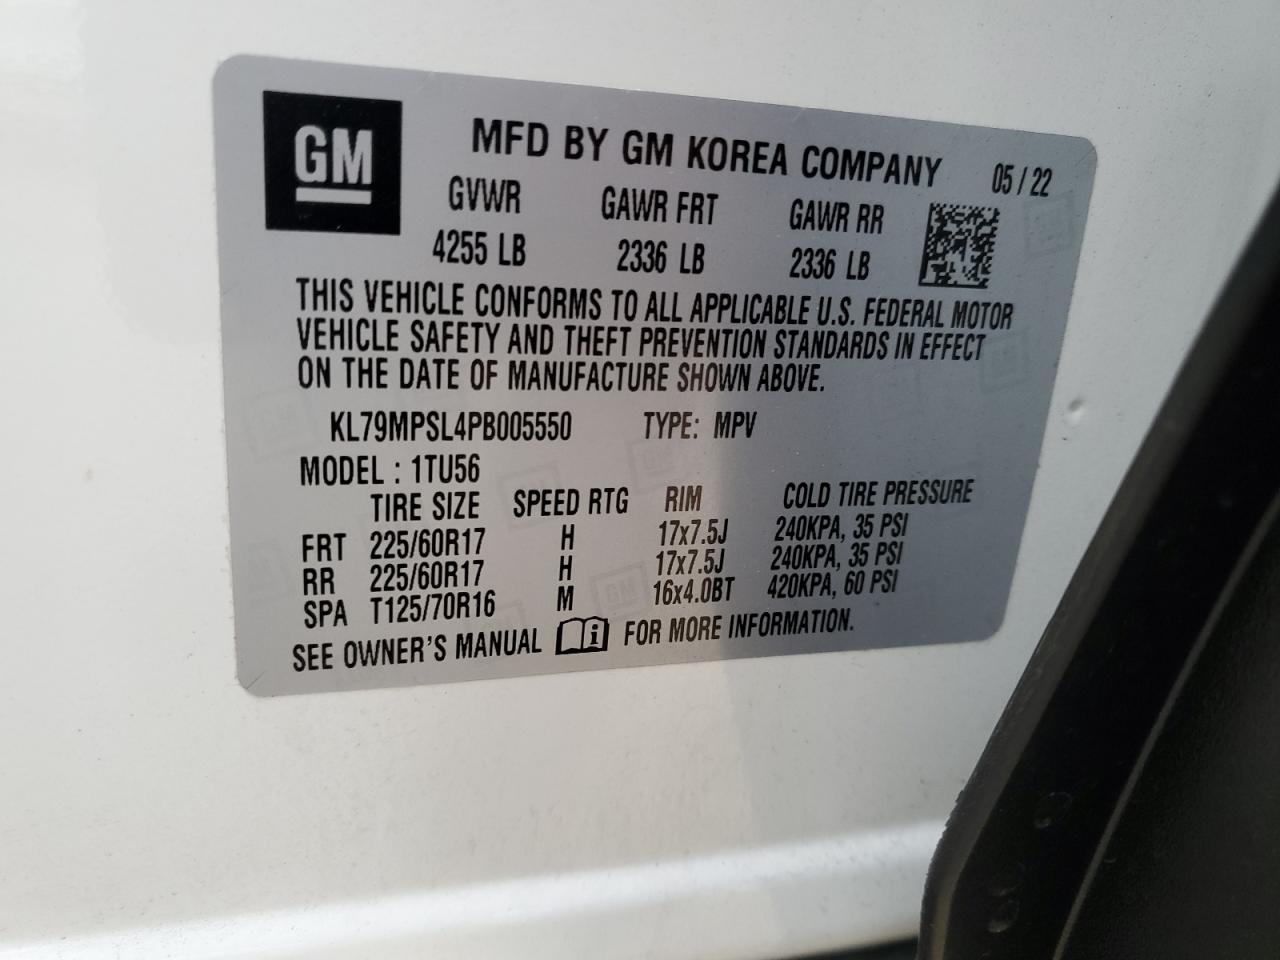 GM
MFD BY GM KOREA COMPANY 05/22
GVWR GAWR FRT GAWR RR
4255 LB 2336 LB 2336 LB
THIS VEHICLE CONFORMS TO ALL APPLICABLE U.S. FEDERAL MOTOR
VEHICLE SAFETY AND THEFT PREVENTION STANDARDS IN EFFECT
ON THE DATE OF MANUFACTURE SHOWN ABOVE.
KL79MPSL4PB005550 TYPE: MPV
MODEL : 1TU56
TIRE SIZE SPEED RTG RIM COLD TIRE PRESSURE
FRT 225/60R17 H 17x7.5J 240KPA, 35 PSI
RR 225/60R17 H 17x7.5J 240KPA, 35 PSI
SPA T125/70R16 M 16x4.0BT 420KPA, 60 PSI
SEE OWNER'S MANUAL i FOR MORE INFORMATION.